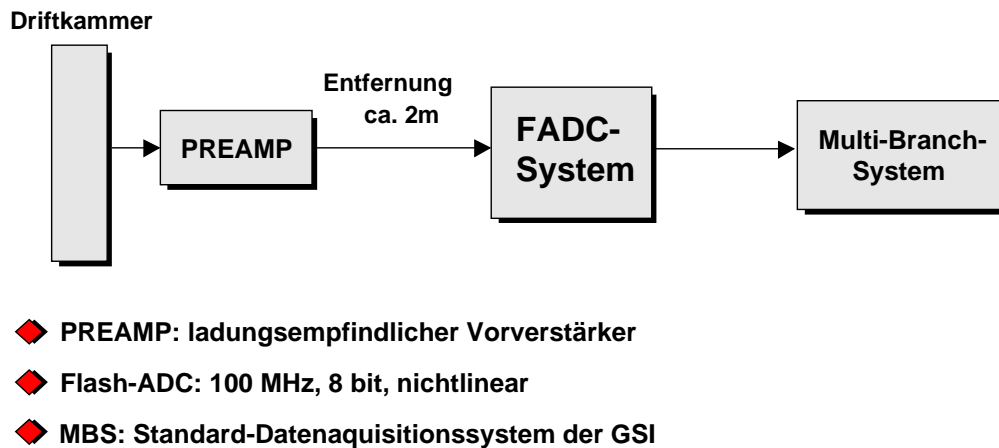 Driftkammer
Entfernung
ca. 2m
PREAMP
FADC-
System
Multi-Branch-
System
PREAMP: ladungsempfindlicher Vorverstärker
Flash-ADC: 100 MHz, 8 bit, nichtlinear
MBS: Standard-Datenaquisitionssystem der GSI